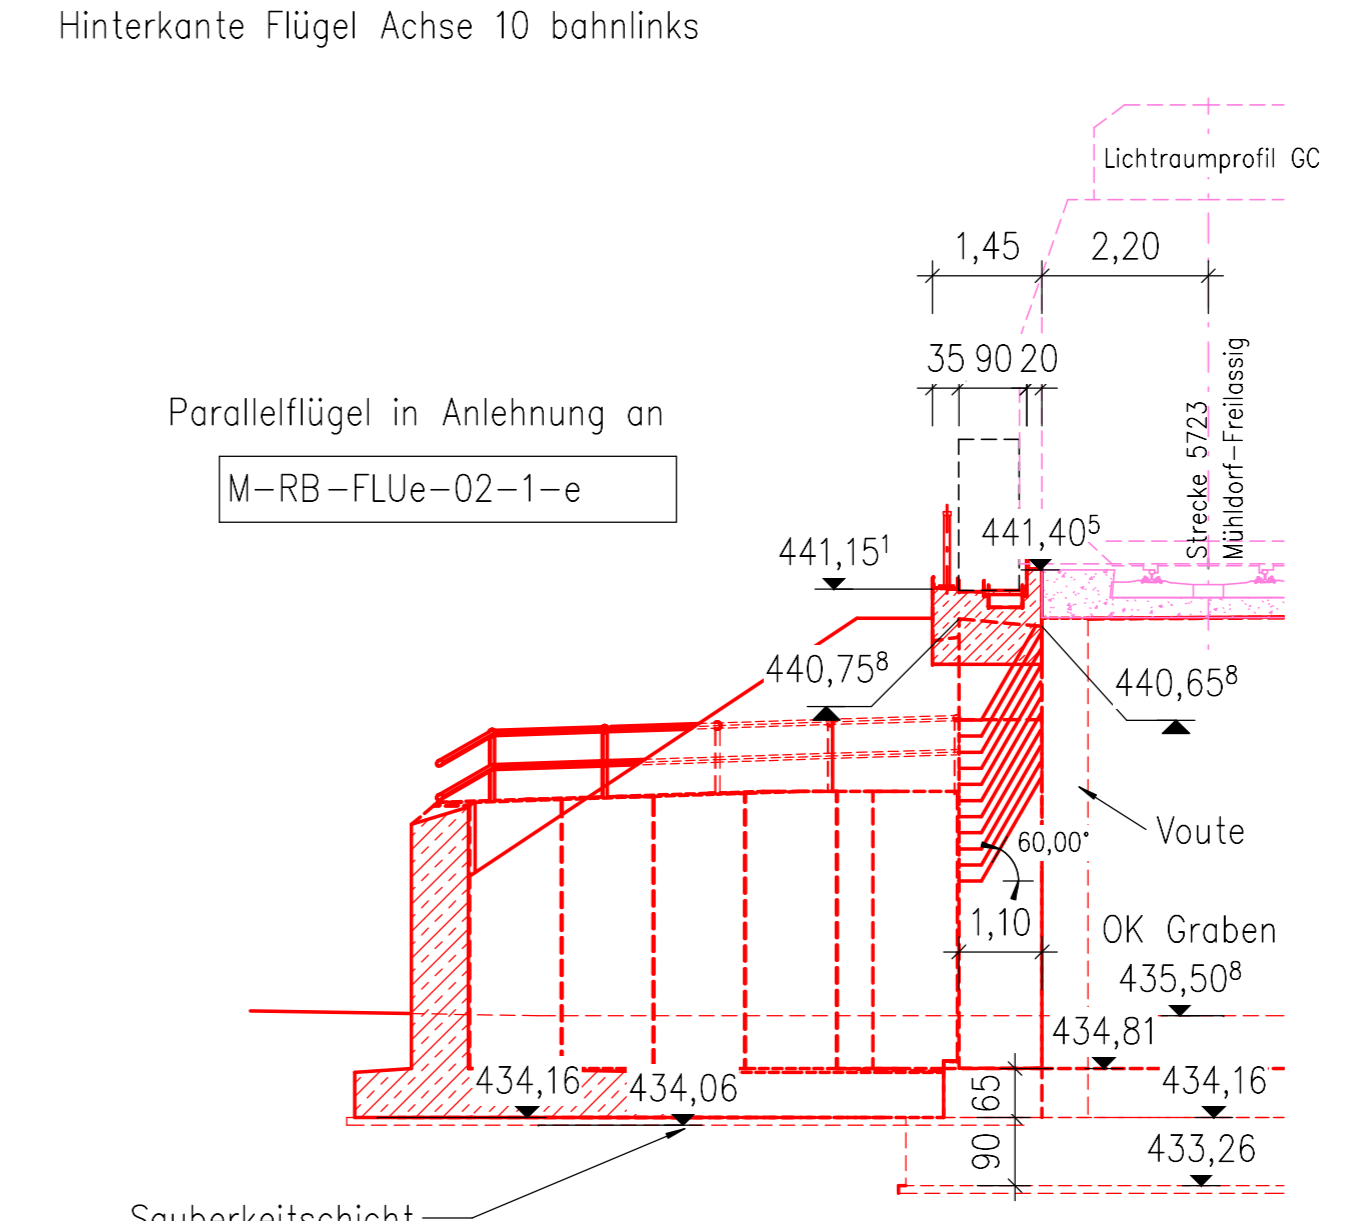 Hinterkante Flügel Achse 10 bahnlinks
Lichtraumprofil GC
1,45
2,20
35 90 20
Strecke 5723
Mühldorf-Freilassig
Parallelflügel in Anlehnung an
M-RB-FLUe-02-1-e
441,15¹
441,40⁵
440,75⁸
440,65⁸
Voute
60,00°
1,10
OK Graben
435,50⁸
434,81
434,16
434,06
65
434,16
90
433,26
Sauberkeitschicht